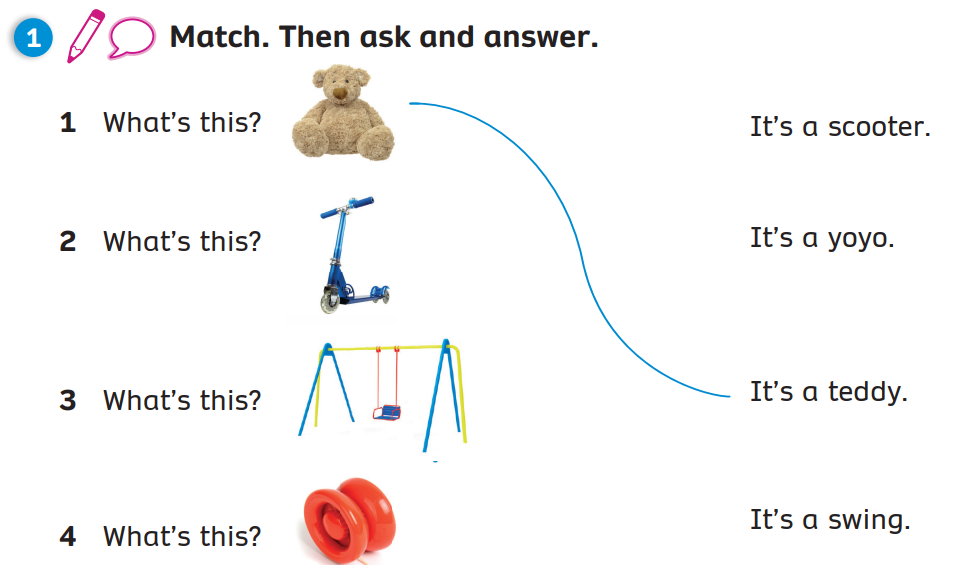 1 Match. Then ask and answer.
1 What's this? It's a scooter.
2 What's this? It's a yoyo.
3 What's this? It's a teddy.
4 What's this? It's a swing.